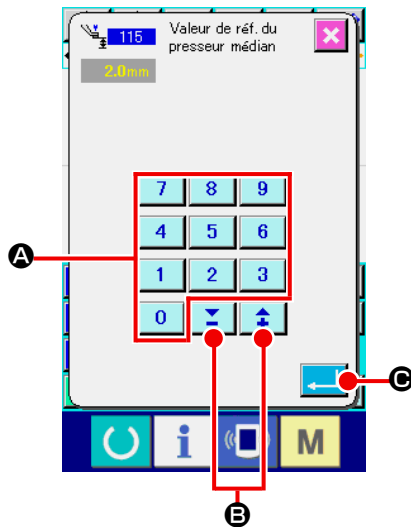 115 Valeur de réf. du
presseur médian
2.0mm
7 8 9
4 5 6
A
1 2 3
0
C
i M
B